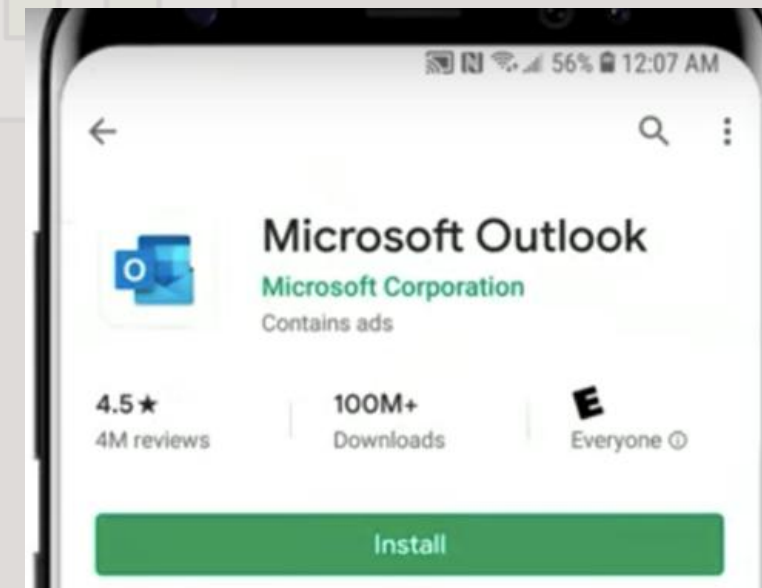 56% 12:07 AM
Microsoft Outlook
Microsoft Corporation
Contains ads
4.5★ 100M+ E
4M reviews Downloads Everyone
Install